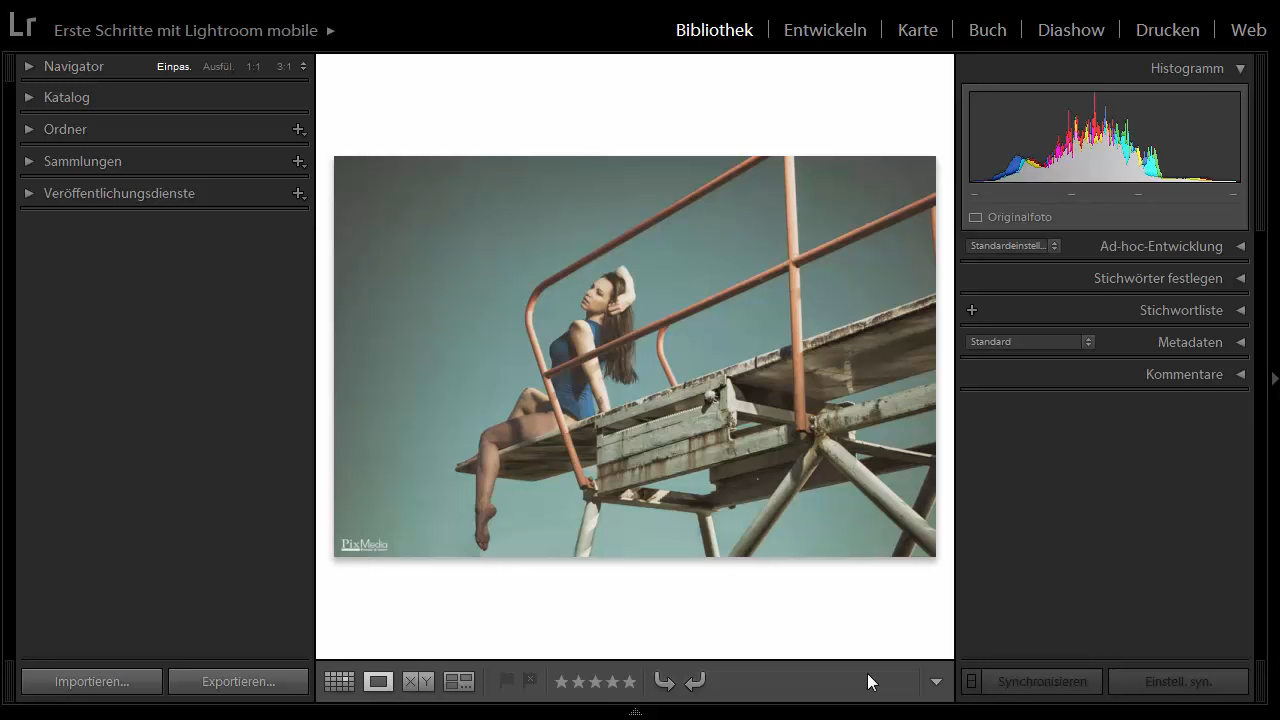 Lr Erste Schritte mit Lightroom mobile
Bibliothek Entwickeln Karte Buch Diashow Drucken Web
Navigator Einpas. Ausfül. 1:1 3:1
Katalog
Ordner
Sammlungen
Veröffentlichungsdienste
Histogramm
Originalfoto
Standardeinstell... Ad-hoc-Entwicklung
Stichwörter festlegen
Stichwortliste
Standard Metadaten
Kommentare
PixMedia
Importieren... Exportieren...
X Y
Synchronisieren Einstell. syn.